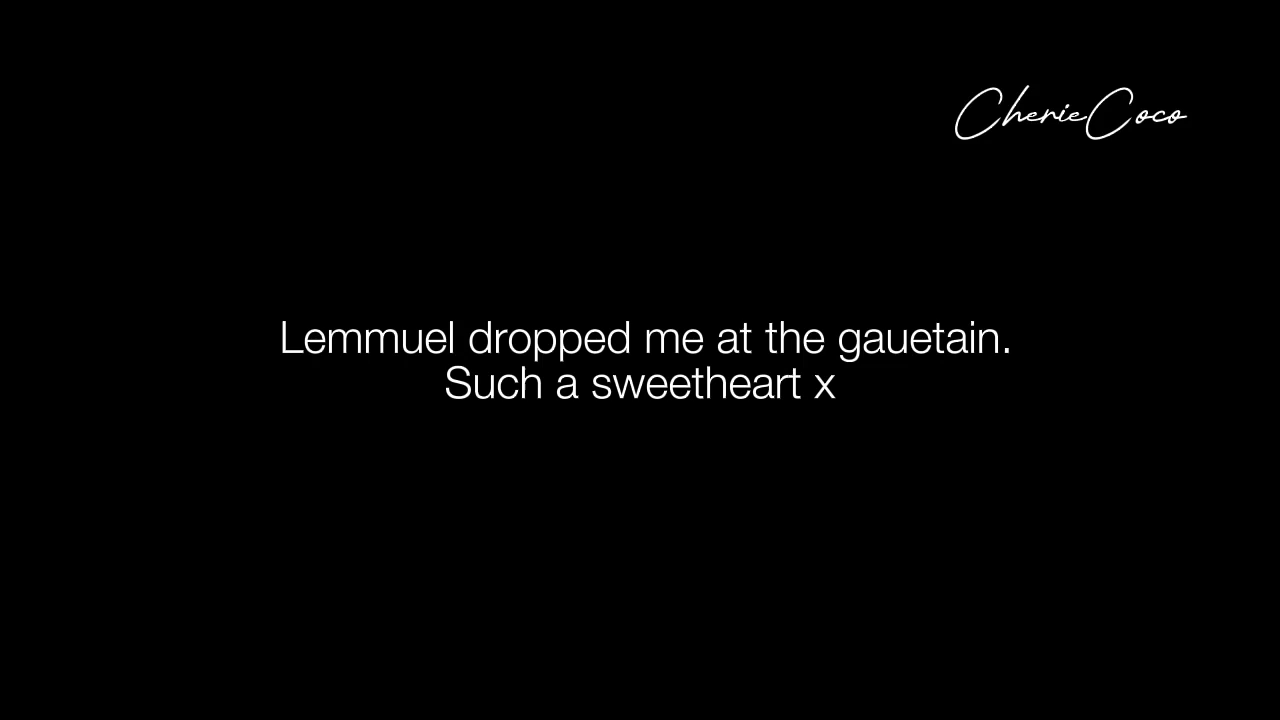 CherieCoco
Lemmuel dropped me at the gauetain.
Such a sweetheart x